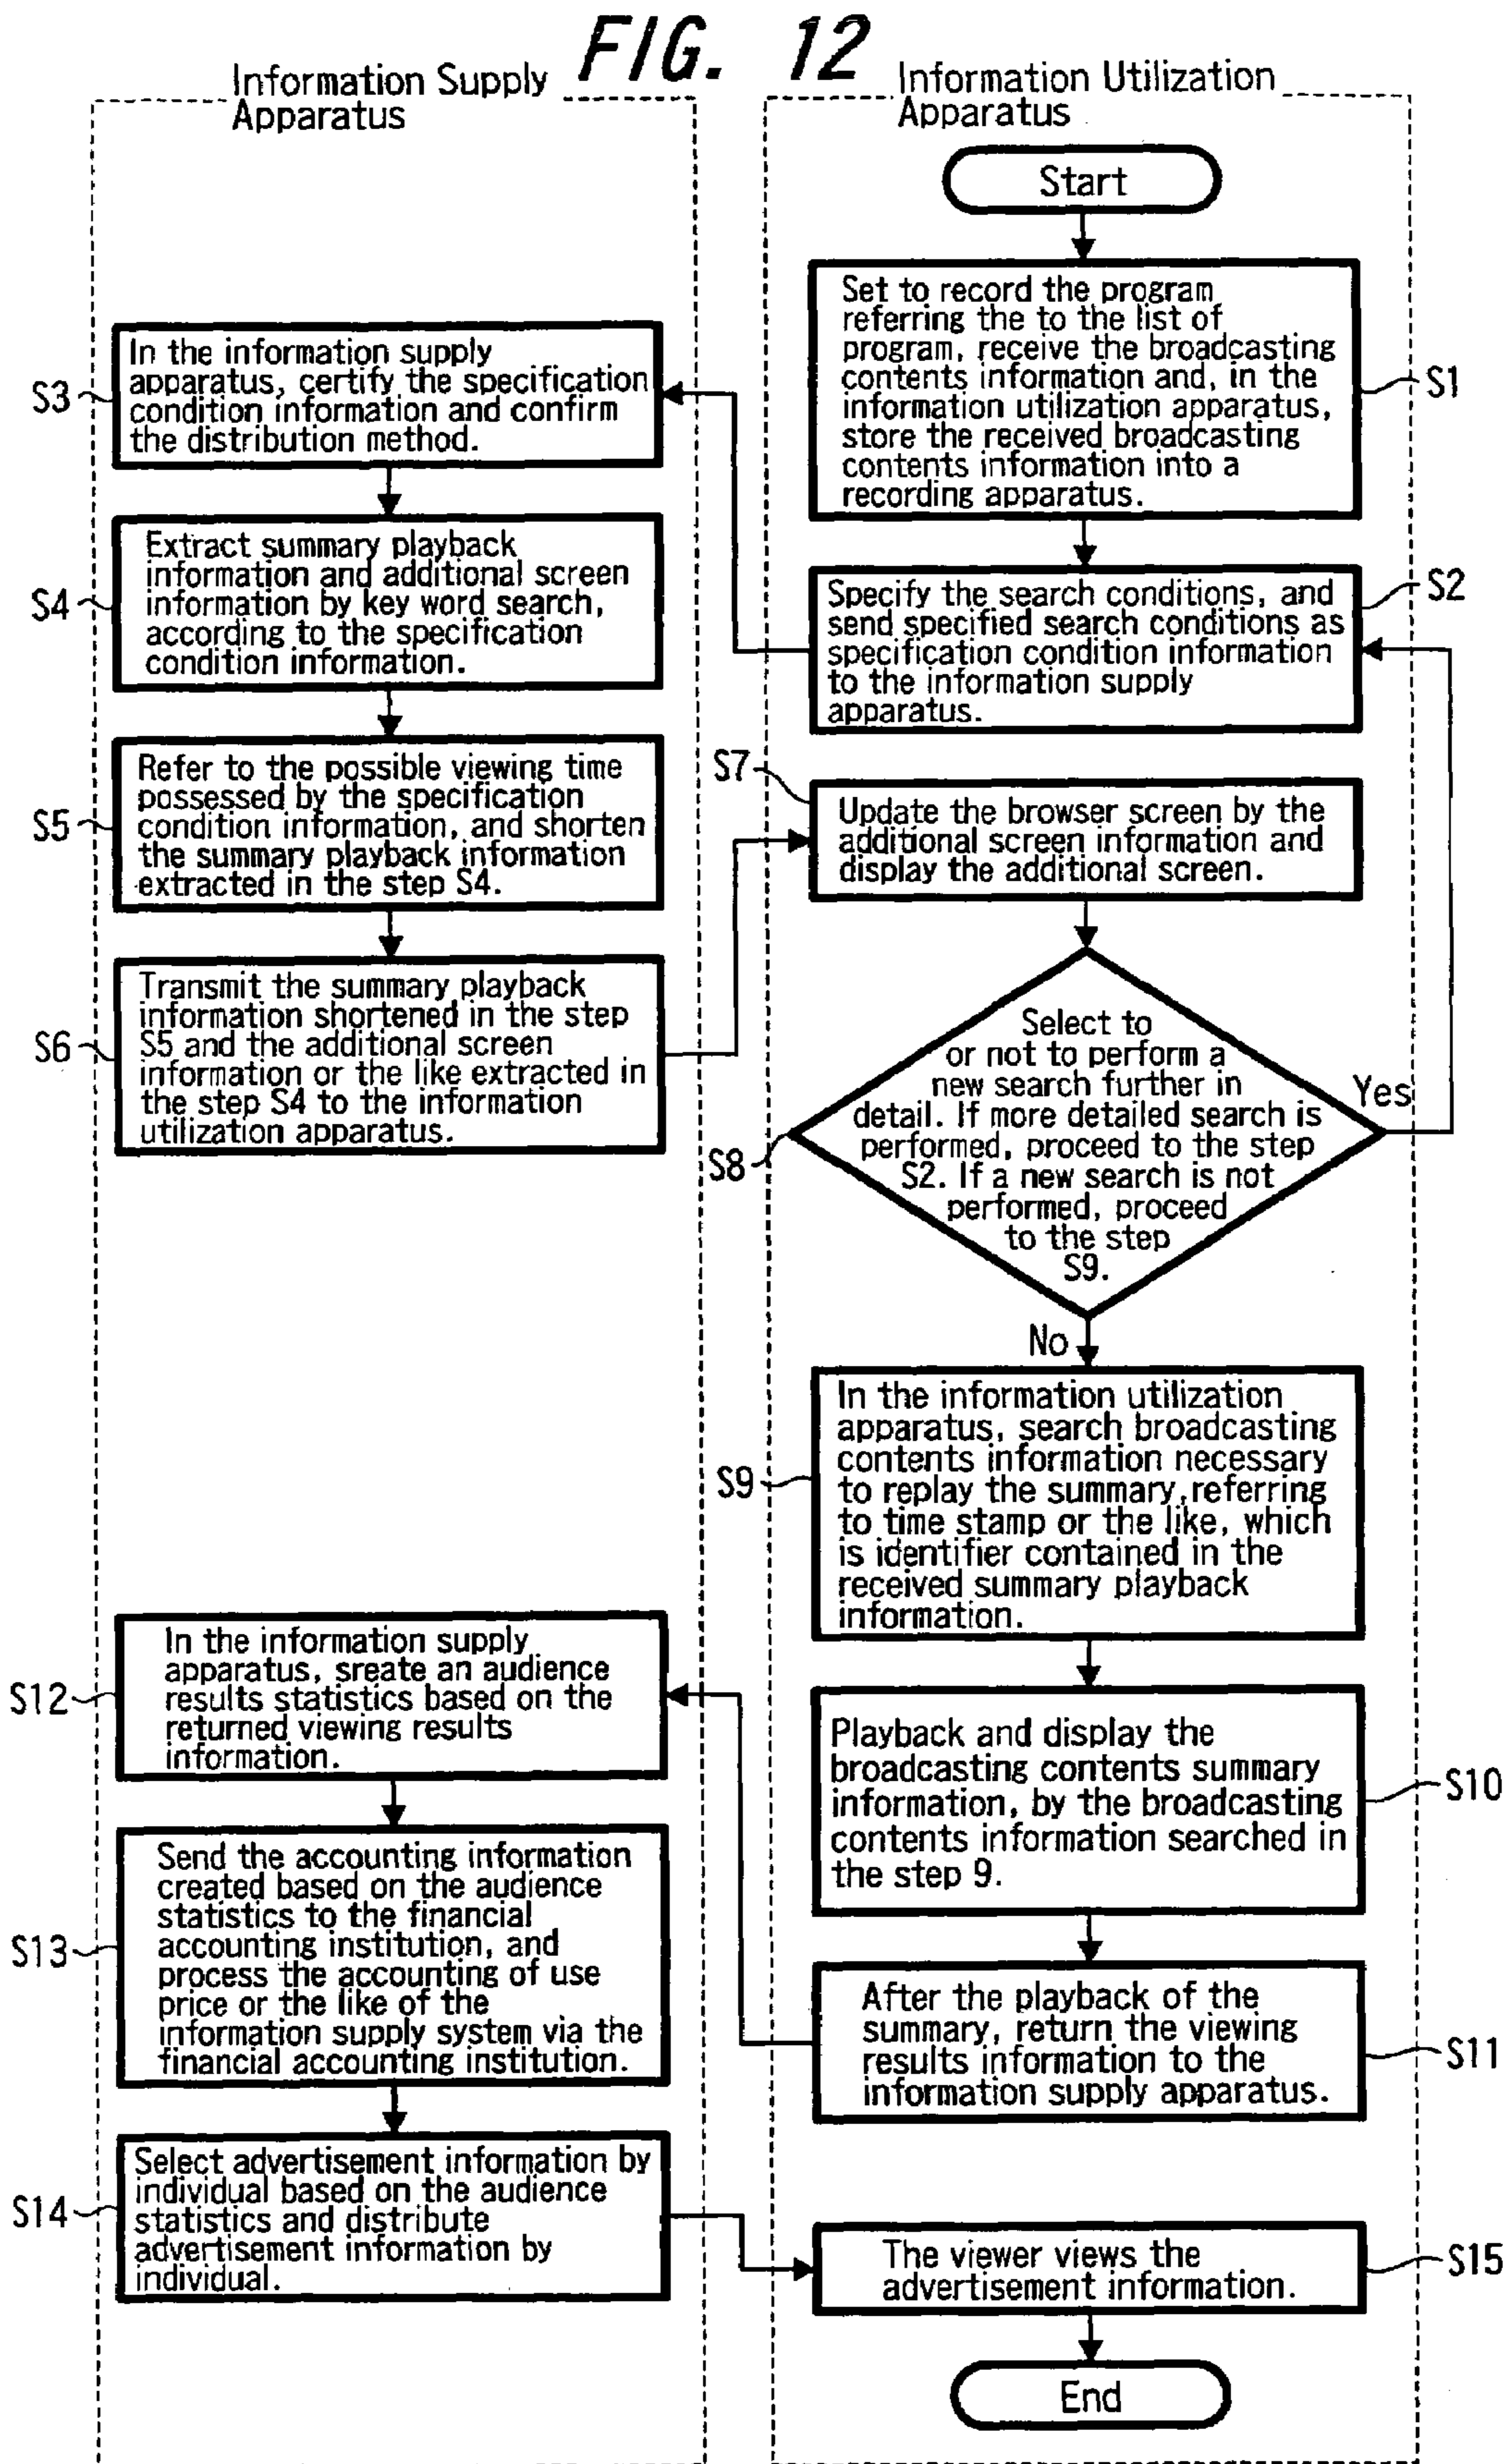 FIG. 12
Information Supply
Apparatus
Information Utilization
Apparatus
Start
Set to record the program
referring the to the list of
program, receive the broadcasting
contents information and, in the
information utilization apparatus,
store the received broadcasting
contents information into a
recording apparatus.
S1
Specify the search conditions, and
send specified search conditions as
specification condition information
to the information supply
apparatus.
S2
S3
In the information supply
apparatus, certify the specification
condition information and confirm
the distribution method.
S4
Extract summary playback
information and additional screen
information by key word search,
according to the specification
condition information.
S5
Refer to the possible viewing time
possessed by the specification
condition information, and shorten
the summary playback information
extracted in the step S4.
S6
Transmit the summary playback
information shortened in the step
S5 and the additional screen
information or the like extracted in
the step S4 to the information
utilization apparatus.
S7
Update the browser screen by the
additional screen information and
display the additional screen.
S8
Select to
or not to perform a
new search further in
detail. If more detailed search is
performed, proceed to the step
S2. If a new search is not
performed, proceed
to the step
S9.
Yes
No
S9
In the information utilization
apparatus, search broadcasting
contents information necessary
to replay the summary, referring
to time stamp or the like, which
is identifier contained in the
received summary playback
information.
Playback and display the
broadcasting contents summary
information, by the broadcasting
contents information searched in
the step 9.
S10
After the playback of the
summary, return the viewing
results information to the
information supply apparatus.
S11
S12
In the information supply
apparatus, sreate an audience
results statistics based on the
returned viewing results
information.
S13
Send the accounting information
created based on the audience
statistics to the financial
accounting institution, and
process the accounting of use
price or the like of the
information supply system via the
financial accounting institution.
S14
Select advertisement information by
individual based on the audience
statistics and distribute
advertisement information by
individual.
The viewer views the
advertisement information.
S15
End